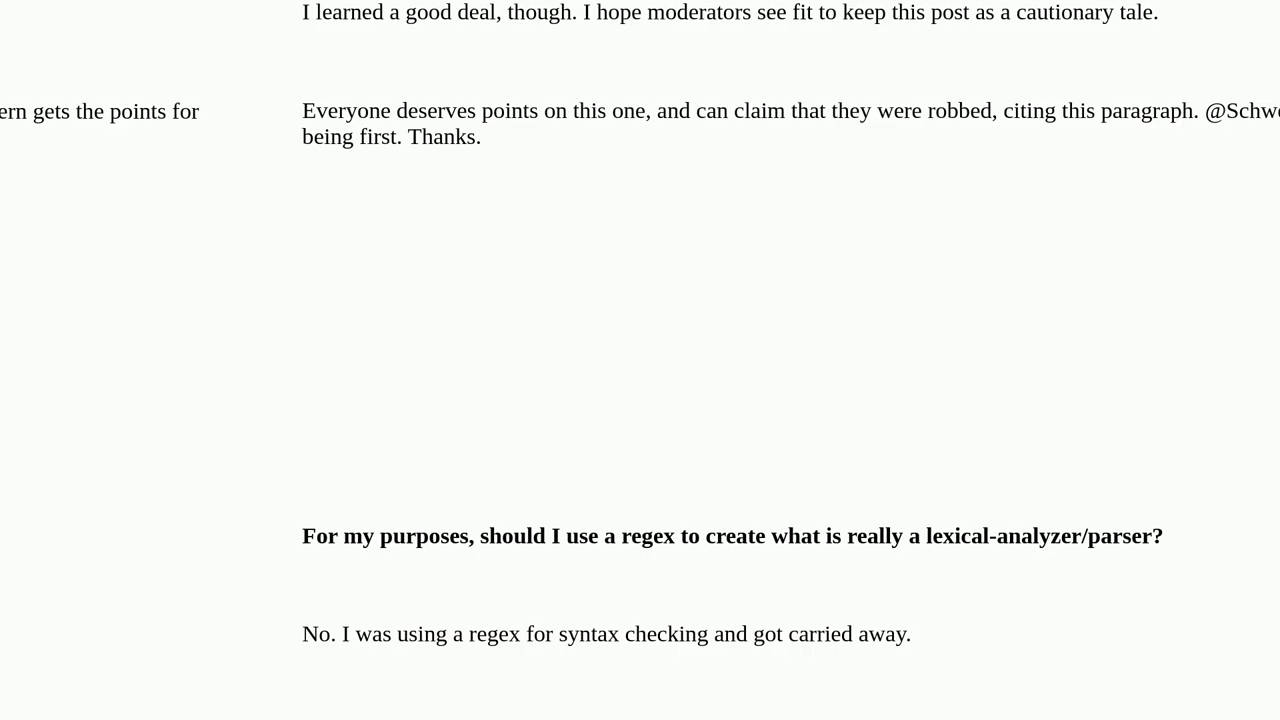 I learned a good deal, though. I hope moderators see fit to keep this post as a cautionary tale.
ern gets the points for
Everyone deserves points on this one, and can claim that they were robbed, citing this paragraph. @Schw
being first. Thanks.
For my purposes, should I use a regex to create what is really a lexical-analyzer/parser?
No. I was using a regex for syntax checking and got carried away.